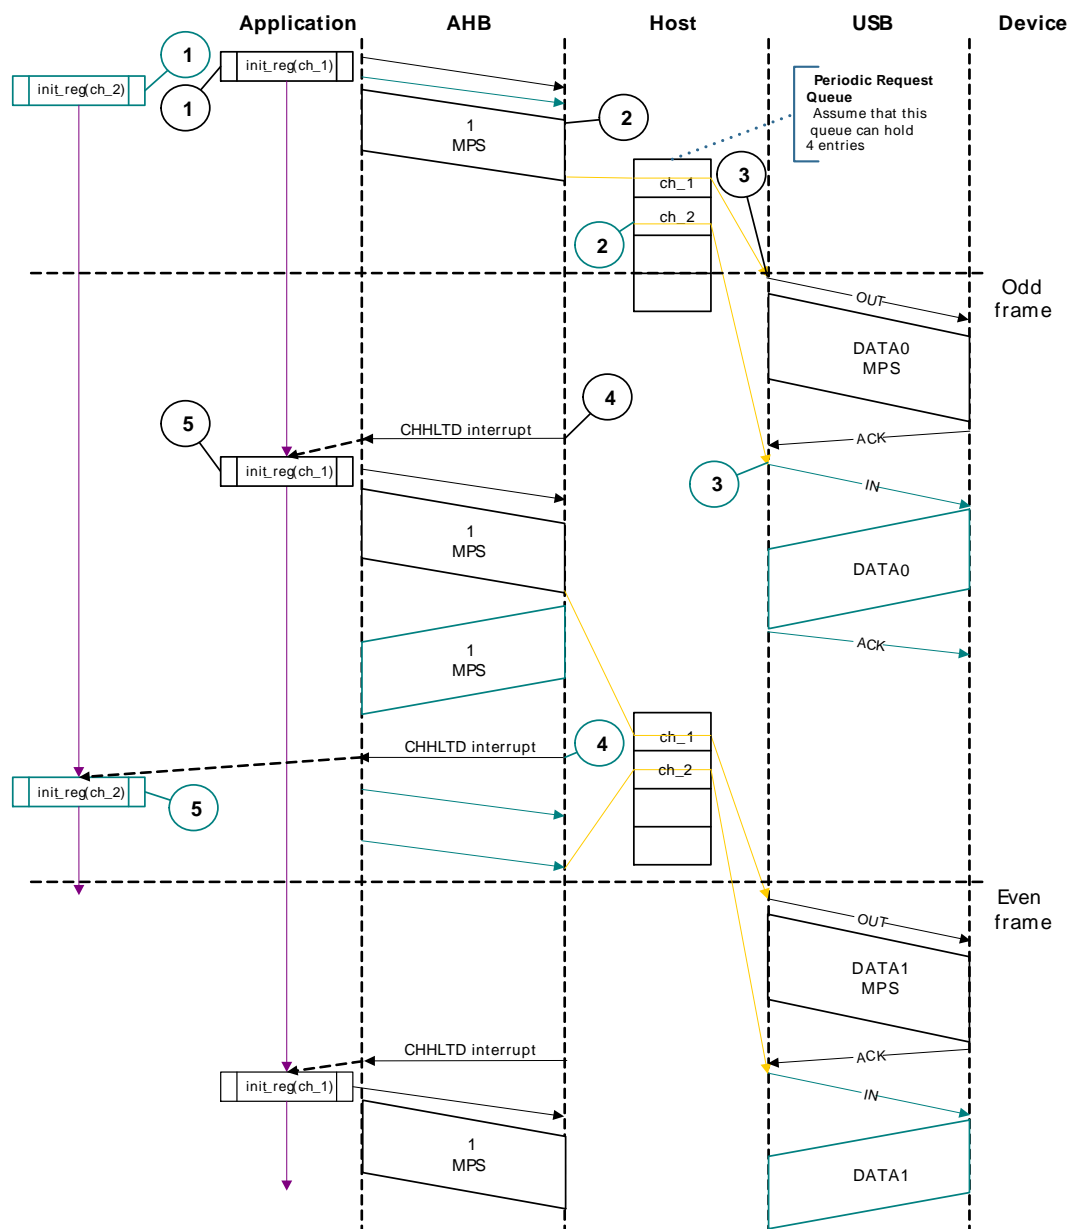 Application
AHB
Host
USB
Device
1
init_reg(ch_1)
init_reg(ch_2)
1
Periodic Request
Queue
Assume that this
queue can hold
4 entries
2
1
MPS
3
ch_1
ch_2
2
Odd
frame
OUT
DATA0
MPS
4
5
CHHLTD interrupt
ACK
init_reg(ch_1)
3
IN
1
MPS
DATA0
1
MPS
ACK
ch_1
4
CHHLTD interrupt
ch_2
init_reg(ch_2)
5
Even
frame
OUT
DATA1
MPS
CHHLTD interrupt
ACK
init_reg(ch_1)
IN
1
MPS
DATA1